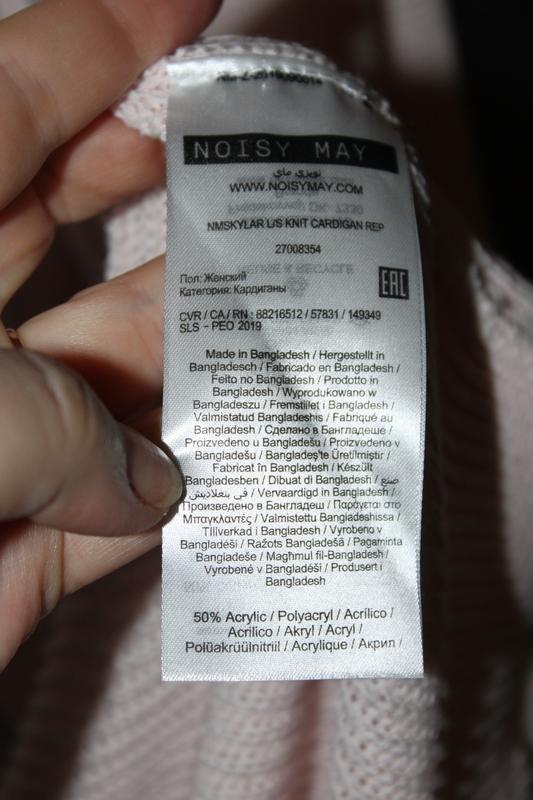 NOISY MAY
نويزي ماي
WWW.NOISYMAY.COM
NMSKYLAR L/S KNIT CARDIGAN REP
27008354
Пол: Женский
Категория: Кардиганы
EAC
CVR / CA / RN : 88216512 / 57831 / 149349
SLS - PEO 2019
Made in Bangladesh / Hergestellt in
Bangladesch / Fabricado en Bangladesh /
Feito no Bangladesh / Prodotto in
Bangladesh / Wyprodukowano w
Bangladeszu / Fremstillet i Bangladesh /
Valmistatud Bangladeshis / Fabriqué au
Bangladesh / Сделано в Бангладеше /
Proizvedeno u Bangladešu / Proizvedeno v
Bangladešu / Bangladeş'te Üretilmiştir /
Fabricat în Bangladesh / Készült
Bangladesben / Dibuat di Bangladesh / صنع
في بنغلاديش / Vervaardigd in Bangladesh /
Произведено в Бангладеш / Παράγεται στο
Μπαγκλαντές / Valmistettu Bangladeshissa /
Tillverkad i Bangladesh / Vyrobeno v
Bangladéši / Ražots Bangladešā / Pagaminta
Bangladeše / Magħmul fil-Bangladesh /
Vyrobené v Bangladéši / Produsert i
Bangladesh
50% Acrylic / Polyacryl / Acrílico /
Acrilico / Akryl / Acryl /
Polüakrüülnitriil / Acrylique / Акрил /